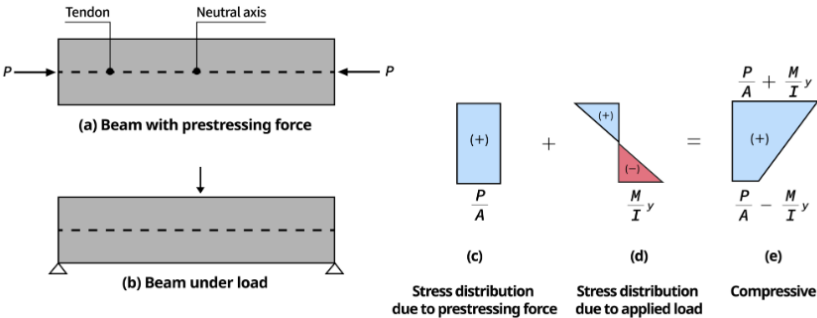 Tendon
Neutral axis
P
P
(a) Beam with prestressing force
(b) Beam under load
(+)
P/A
(c)
Stress distribution
due to prestressing force
+
(+)
(−)
M/I y
(d)
Stress distribution
due to applied load
=
P/A + M/I y
(+)
P/A − M/I y
(e)
Compressive